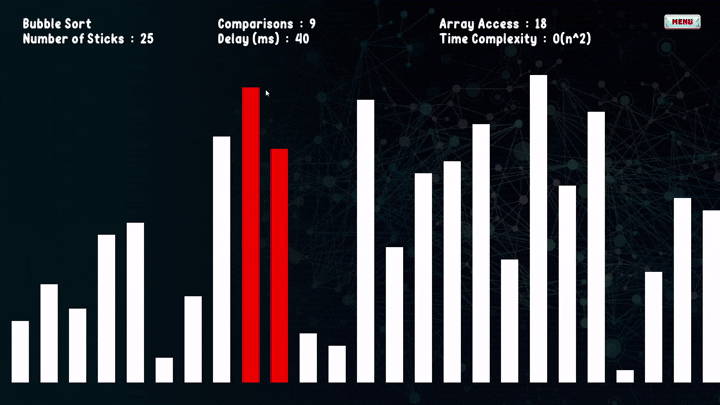 Bubble Sort
Number of Sticks : 25
Comparisons : 9
Delay (ms) : 40
Array Access : 18
Time Complexity : O(n^2)
MENU